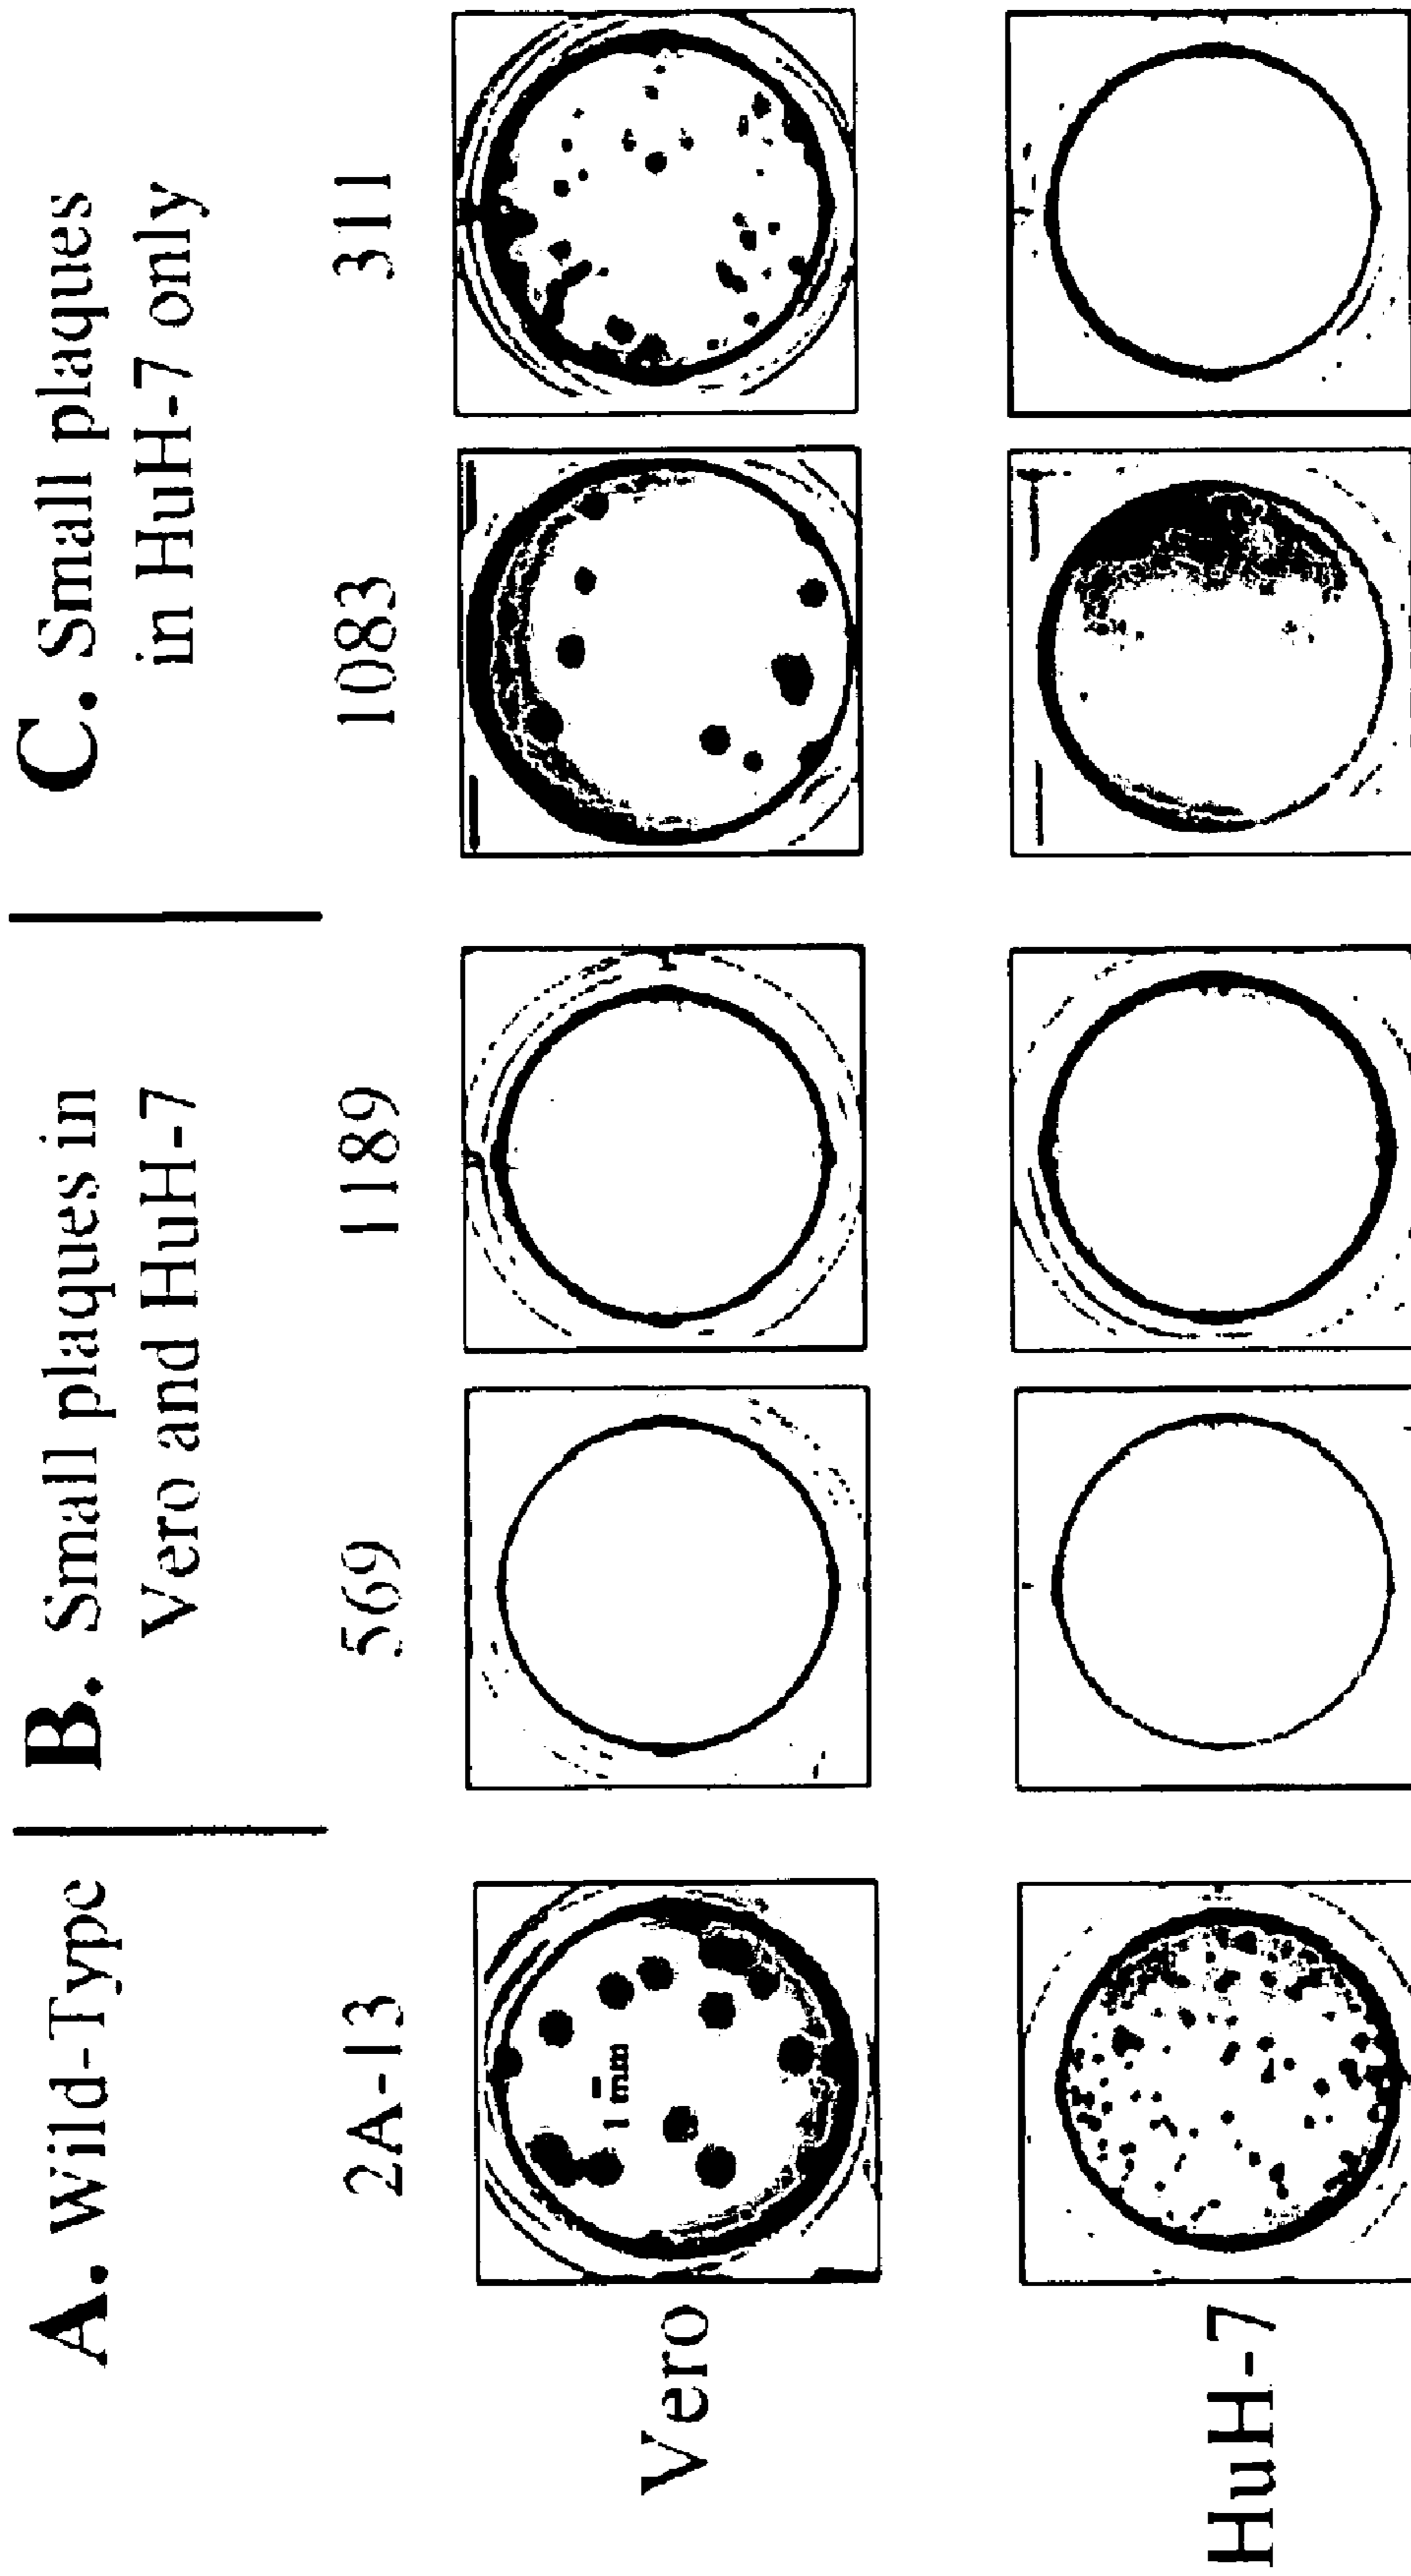 A. Wild-Type
B. Small plaques in
Vero and HuH-7
C. Small plaques
in HuH-7 only
2A-13
569
1189
1083
311
Vero
1 mm
HuH-7